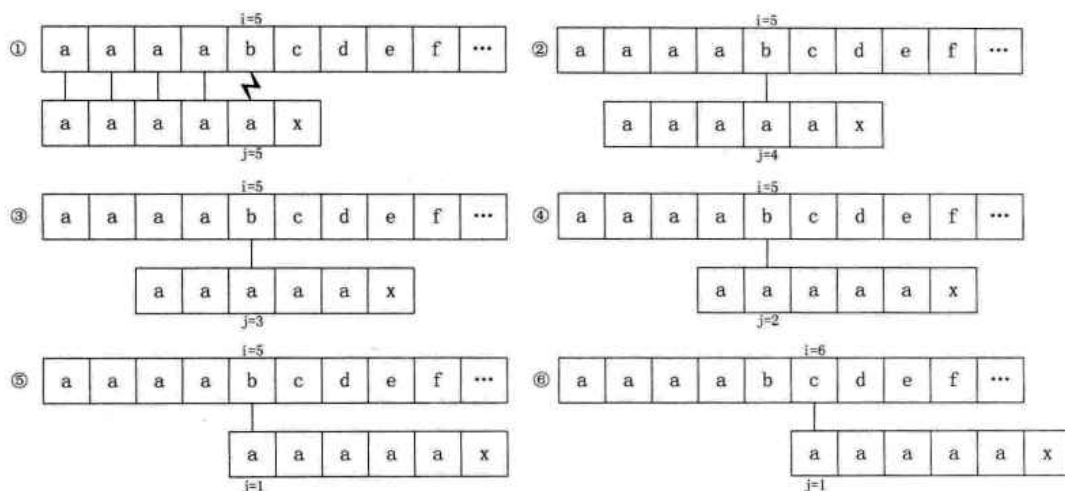 i=5
① a a a a b c d e f …
a a a a a x
j=5
i=5
② a a a a b c d e f …
a a a a a x
j=4
i=5
③ a a a a b c d e f …
a a a a a x
j=3
i=5
④ a a a a b c d e f …
a a a a a x
j=2
i=5
⑤ a a a a b c d e f …
a a a a a x
j=1
i=6
⑥ a a a a b c d e f …
a a a a a x
j=1